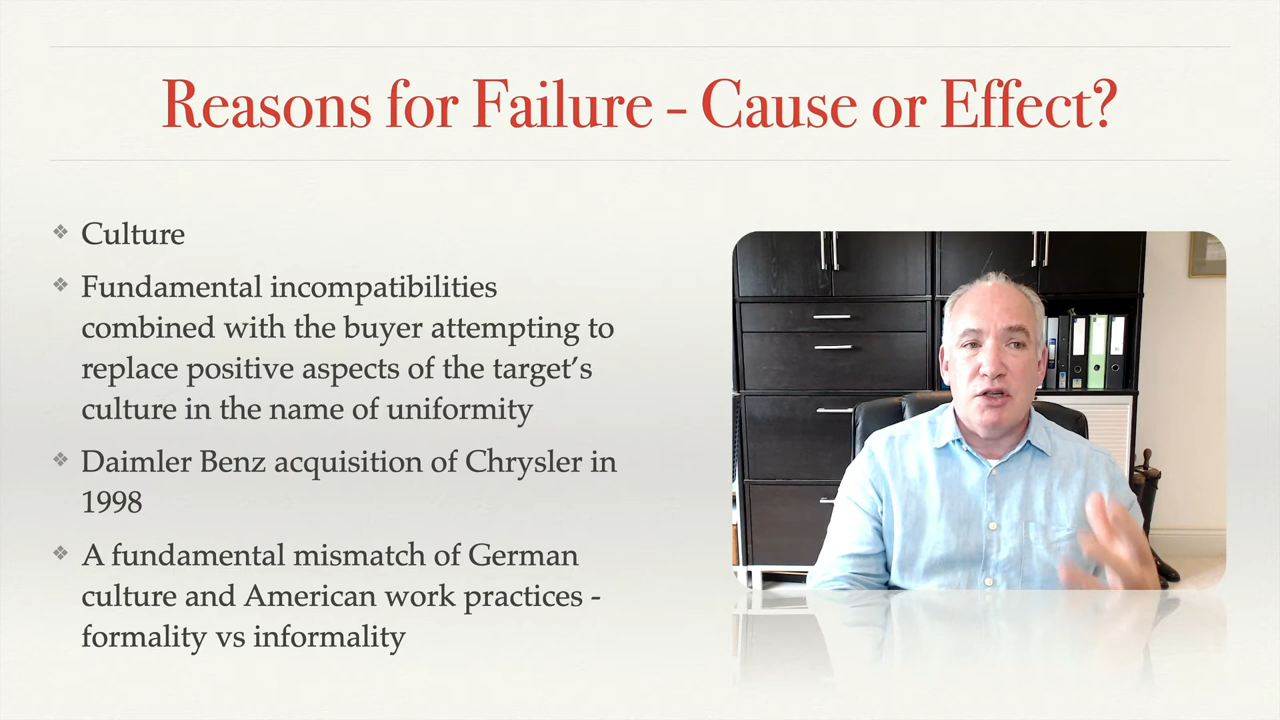 Reasons for Failure - Cause or Effect?
Culture
Fundamental incompatibilities
combined with the buyer attempting to
replace positive aspects of the target’s
culture in the name of uniformity
Daimler Benz acquisition of Chrysler in
1998
A fundamental mismatch of German
culture and American work practices -
formality vs informality